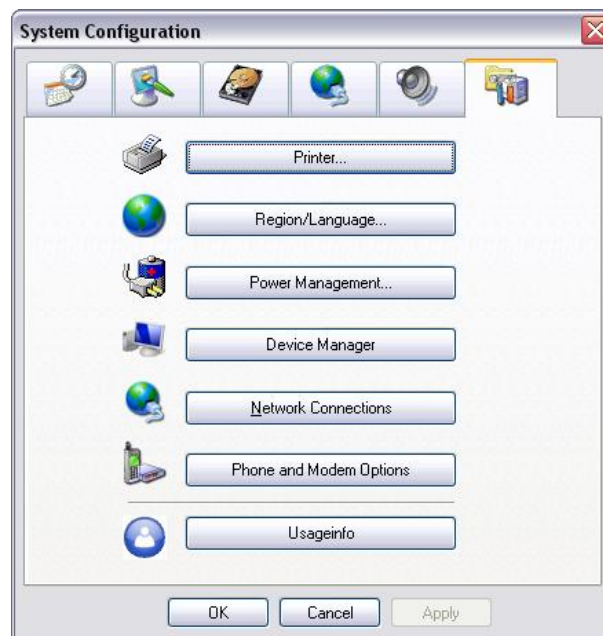 System Configuration
Printer...
Region/Language...
Power Management...
Device Manager
Network Connections
Phone and Modem Options
Usageinfo
OK Cancel Apply